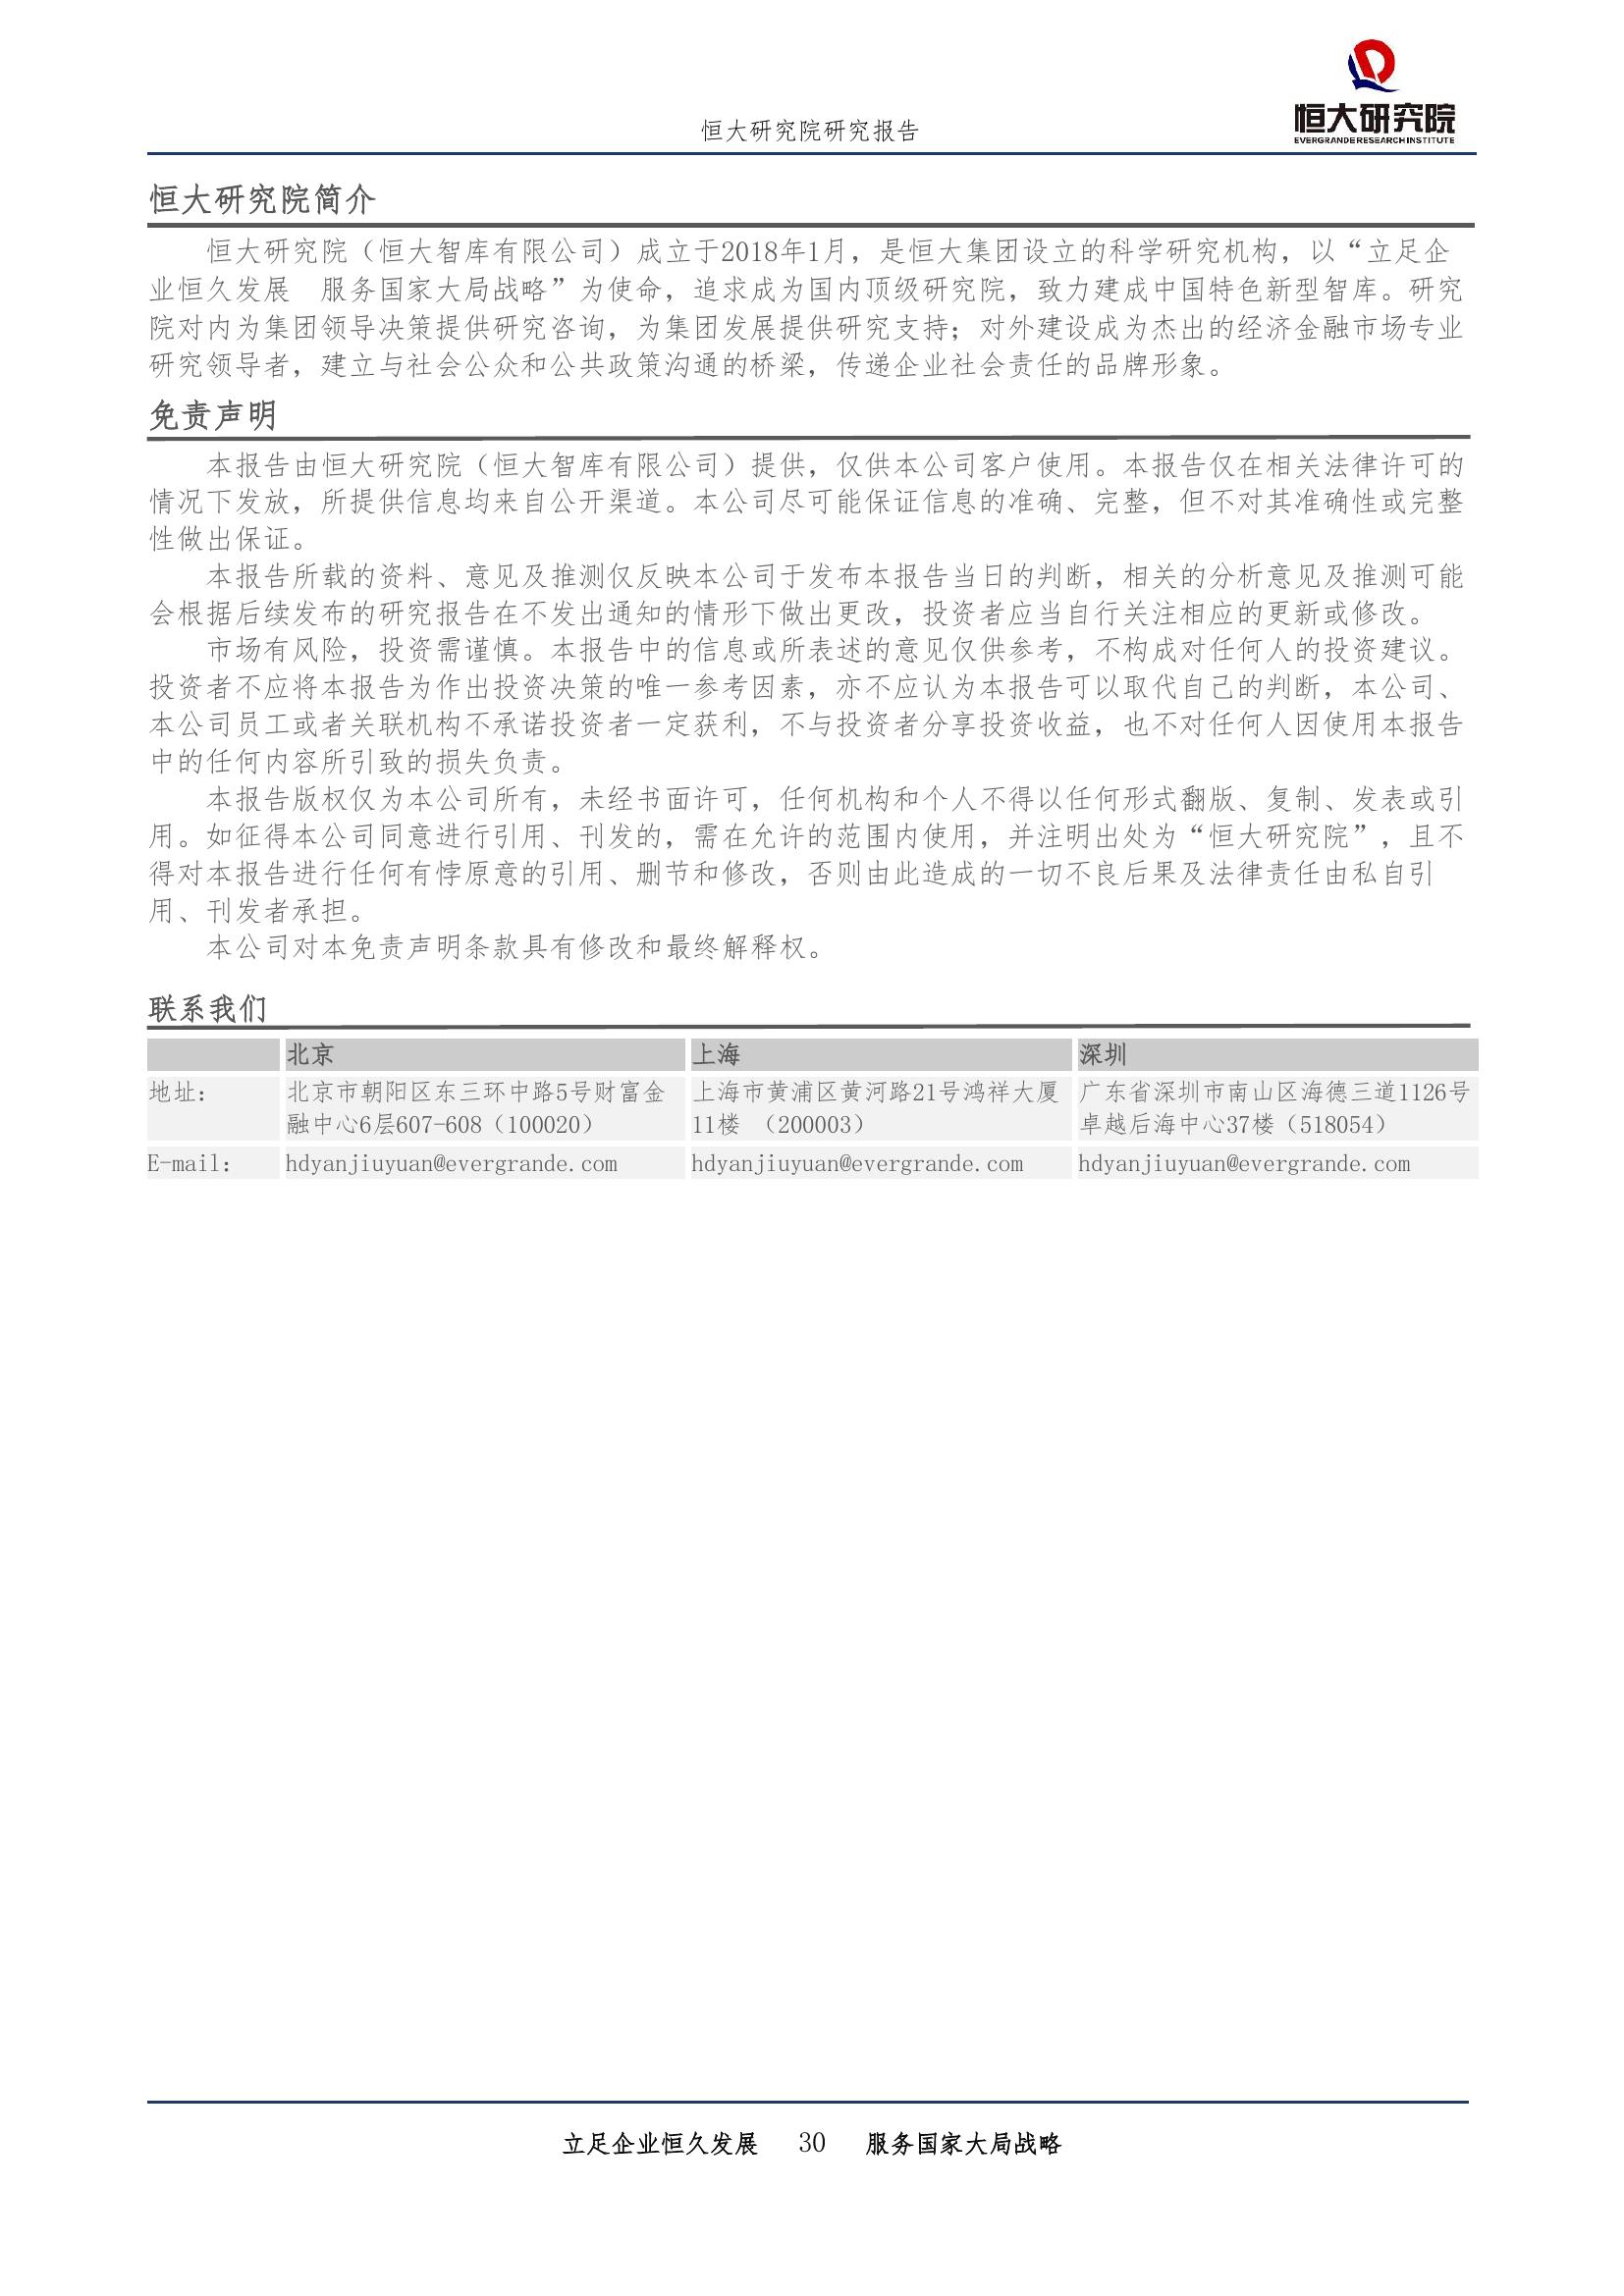 恒大研究院研究报告
恒大研究院
EVERGRANDE RESEARCH INSTITUTE
恒大研究院简介
恒大研究院（恒大智库有限公司）成立于2018年1月，是恒大集团设立的科学研究机构，以“立足企
业恒久发展　服务国家大局战略”为使命，追求成为国内顶级研究院，致力建成中国特色新型智库。研究
院对内为集团领导决策提供研究咨询，为集团发展提供研究支持；对外建设成为杰出的经济金融市场专业
研究领导者，建立与社会公众和公共政策沟通的桥梁，传递企业社会责任的品牌形象。
免责声明
本报告由恒大研究院（恒大智库有限公司）提供，仅供本公司客户使用。本报告仅在相关法律许可的
情况下发放，所提供信息均来自公开渠道。本公司尽可能保证信息的准确、完整，但不对其准确性或完整
性做出保证。
本报告所载的资料、意见及推测仅反映本公司于发布本报告当日的判断，相关的分析意见及推测可能
会根据后续发布的研究报告在不发出通知的情形下做出更改，投资者应当自行关注相应的更新或修改。
市场有风险，投资需谨慎。本报告中的信息或所表述的意见仅供参考，不构成对任何人的投资建议。
投资者不应将本报告为作出投资决策的唯一参考因素，亦不应认为本报告可以取代自己的判断，本公司、
本公司员工或者关联机构不承诺投资者一定获利，不与投资者分享投资收益，也不对任何人因使用本报告
中的任何内容所引致的损失负责。
本报告版权仅为本公司所有，未经书面许可，任何机构和个人不得以任何形式翻版、复制、发表或引
用。如征得本公司同意进行引用、刊发的，需在允许的范围内使用，并注明出处为“恒大研究院”，且不
得对本报告进行任何有悖原意的引用、删节和修改，否则由此造成的一切不良后果及法律责任由私自引
用、刊发者承担。
本公司对本免责声明条款具有修改和最终解释权。
联系我们
北京 上海 深圳
地址： 北京市朝阳区东三环中路5号财富金 上海市黄浦区黄河路21号鸿祥大厦 广东省深圳市南山区海德三道1126号
融中心6层607-608（100020） 11楼 （200003） 卓越后海中心37楼（518054）
E-mail： hdyanjiuyuan@evergrande.com hdyanjiuyuan@evergrande.com hdyanjiuyuan@evergrande.com
立足企业恒久发展 30 服务国家大局战略